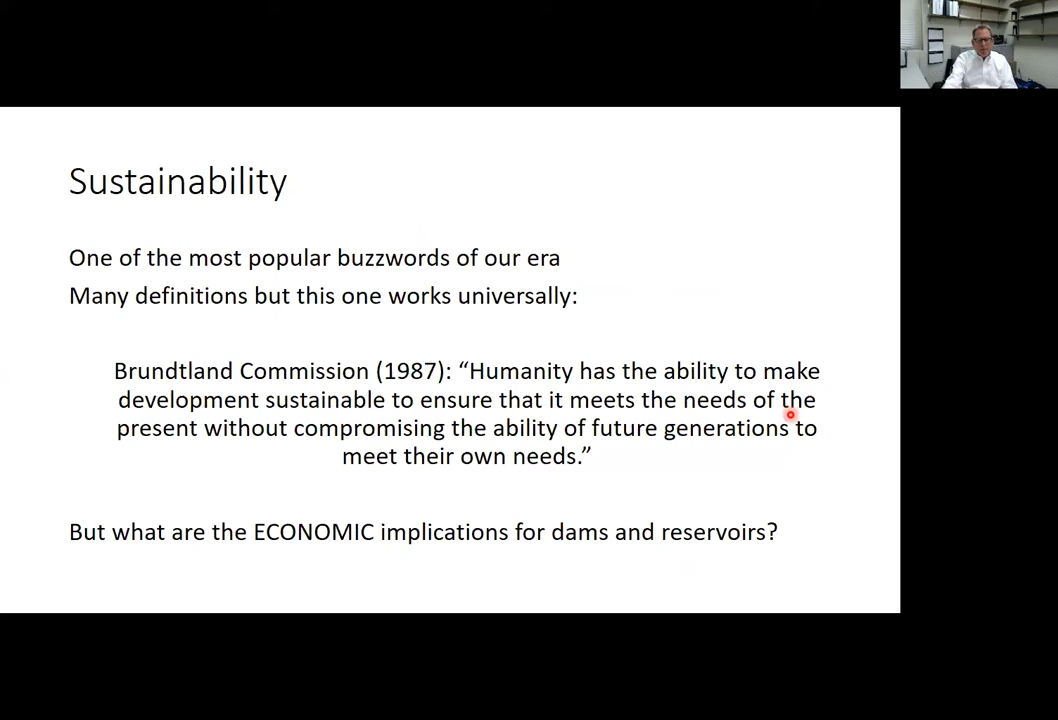 Sustainability
One of the most popular buzzwords of our era
Many definitions but this one works universally:
Brundtland Commission (1987): “Humanity has the ability to make
development sustainable to ensure that it meets the needs of the
present without compromising the ability of future generations to
meet their own needs.”
But what are the ECONOMIC implications for dams and reservoirs?